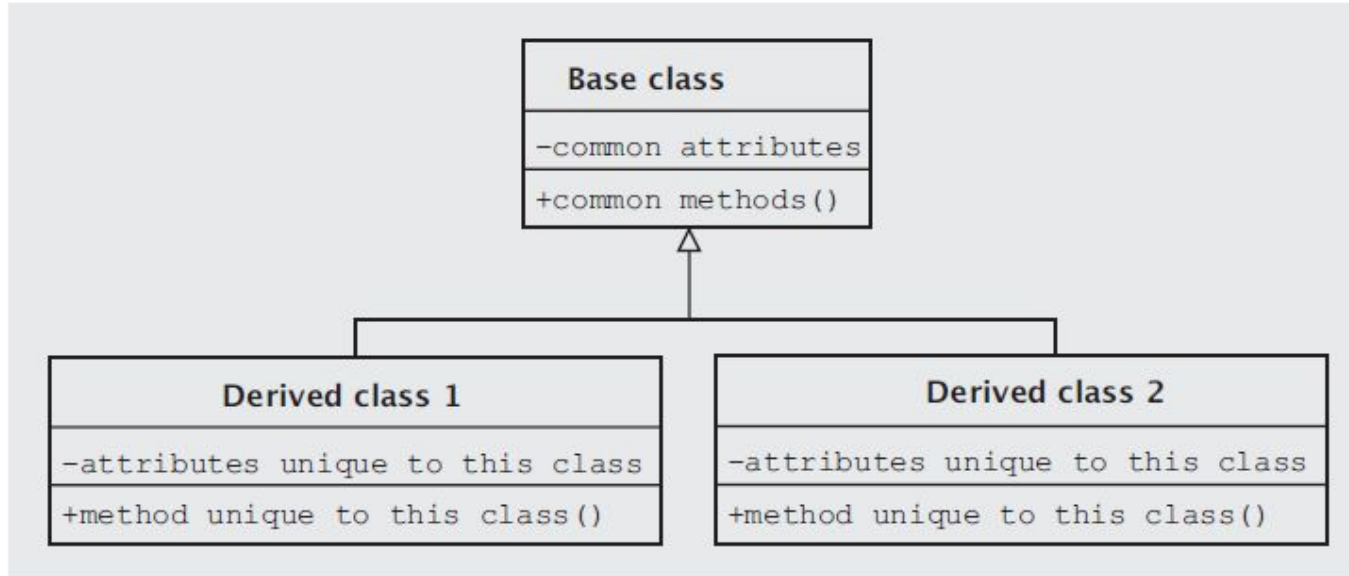 Base class
-common attributes
+common methods()
Derived class 1
-attributes unique to this class
+method unique to this class()
Derived class 2
-attributes unique to this class
+method unique to this class()